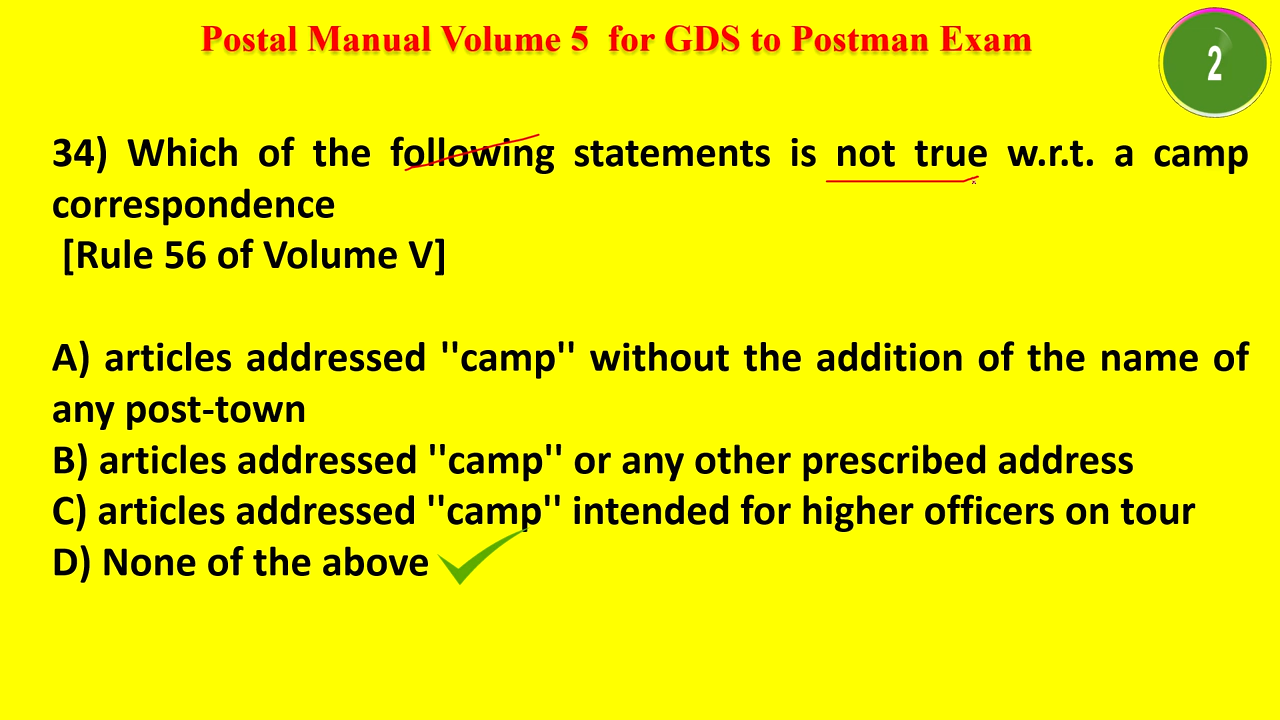 Postal Manual Volume 5 for GDS to Postman Exam
2
34) Which of the following statements is not true w.r.t. a camp
correspondence
[Rule 56 of Volume V]
A) articles addressed ''camp'' without the addition of the name of
any post-town
B) articles addressed ''camp'' or any other prescribed address
C) articles addressed ''camp'' intended for higher officers on tour
D) None of the above